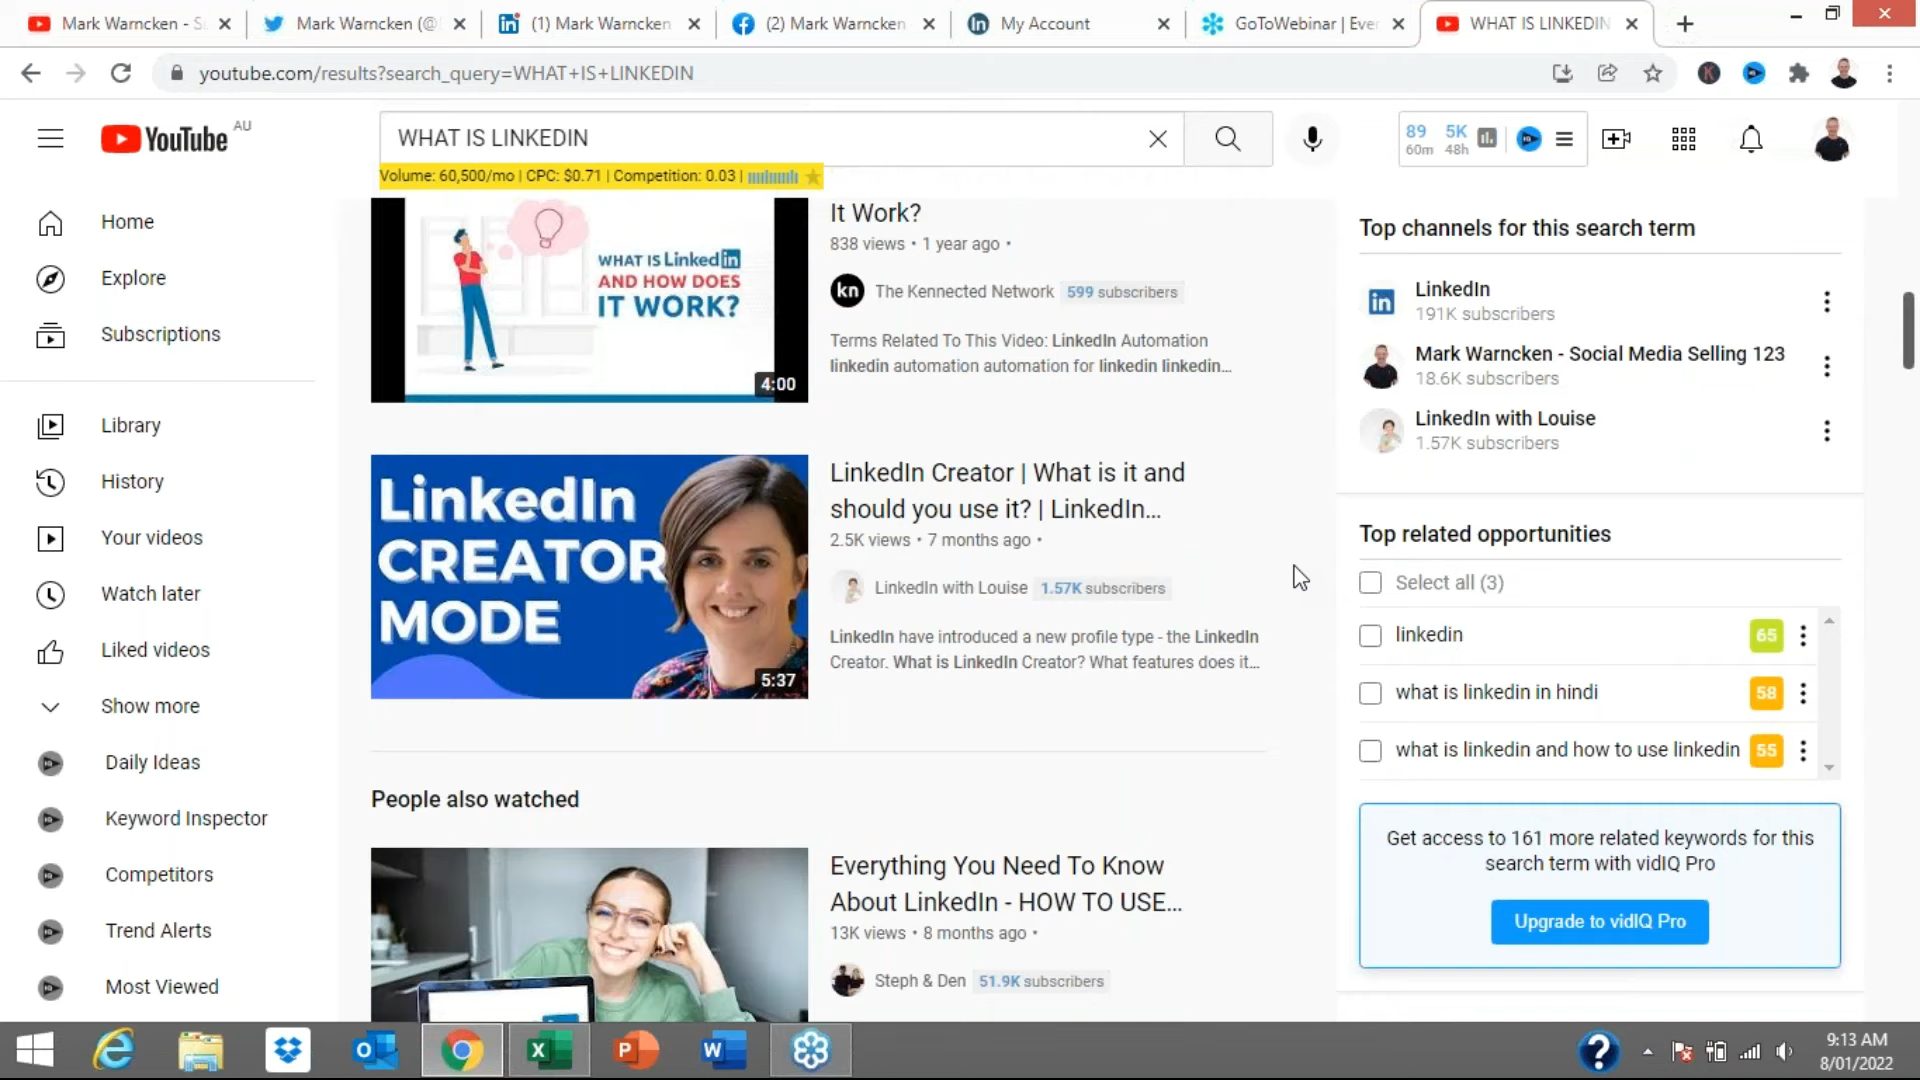 Mark Warncken - S
Mark Warncken (@
(1) Mark Warncken
(2) Mark Warncken
My Account
GoToWebinar | Ever
WHAT IS LINKEDIN
youtube.com/results?search_query=WHAT+IS+LINKEDIN
YouTube AU
WHAT IS LINKEDIN
89 5K
60m 48h
Volume: 60,500/mo | CPC: $0.71 | Competition: 0.03 |
Home
Explore
Subscriptions
Library
History
Your videos
Watch later
Liked videos
Show more
Daily Ideas
Keyword Inspector
Competitors
Trend Alerts
Most Viewed
WHAT IS Linked in
AND HOW DOES
IT WORK?
4:00
It Work?
838 views • 1 year ago •
kn The Kennected Network 599 subscribers
Terms Related To This Video: LinkedIn Automation
linkedin automation automation for linkedin linkedin...
LinkedIn
CREATOR
MODE
5:37
LinkedIn Creator | What is it and
should you use it? | LinkedIn...
2.5K views • 7 months ago •
LinkedIn with Louise 1.57K subscribers
LinkedIn have introduced a new profile type - the LinkedIn
Creator. What is LinkedIn Creator? What features does it...
People also watched
Everything You Need To Know
About LinkedIn - HOW TO USE...
13K views • 8 months ago •
Steph & Den 51.9K subscribers
Top channels for this search term
in
LinkedIn
191K subscribers
Mark Warncken - Social Media Selling 123
18.6K subscribers
LinkedIn with Louise
1.57K subscribers
Top related opportunities
Select all (3)
linkedin 65
what is linkedin in hindi 58
what is linkedin and how to use linkedin 55
Get access to 161 more related keywords for this
search term with vidIQ Pro
Upgrade to vidIQ Pro
9:13 AM
8/01/2022